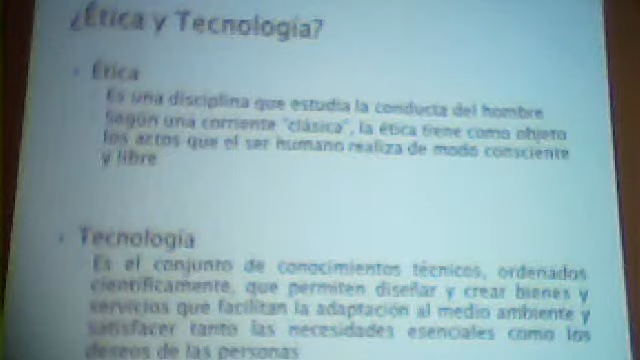 ¿Ética y Tecnología?
• Ética
Es una disciplina que estudia la conducta del hombre
Según una corriente "clásica", la ética tiene como objeto
los actos que el ser humano realiza de modo consciente
y libre
• Tecnología
Es el conjunto de conocimientos técnicos, ordenados
científicamente, que permiten diseñar y crear bienes y
servicios que facilitan la adaptación al medio ambiente y
satisfacer tanto las necesidades esenciales como los
deseos de las personas